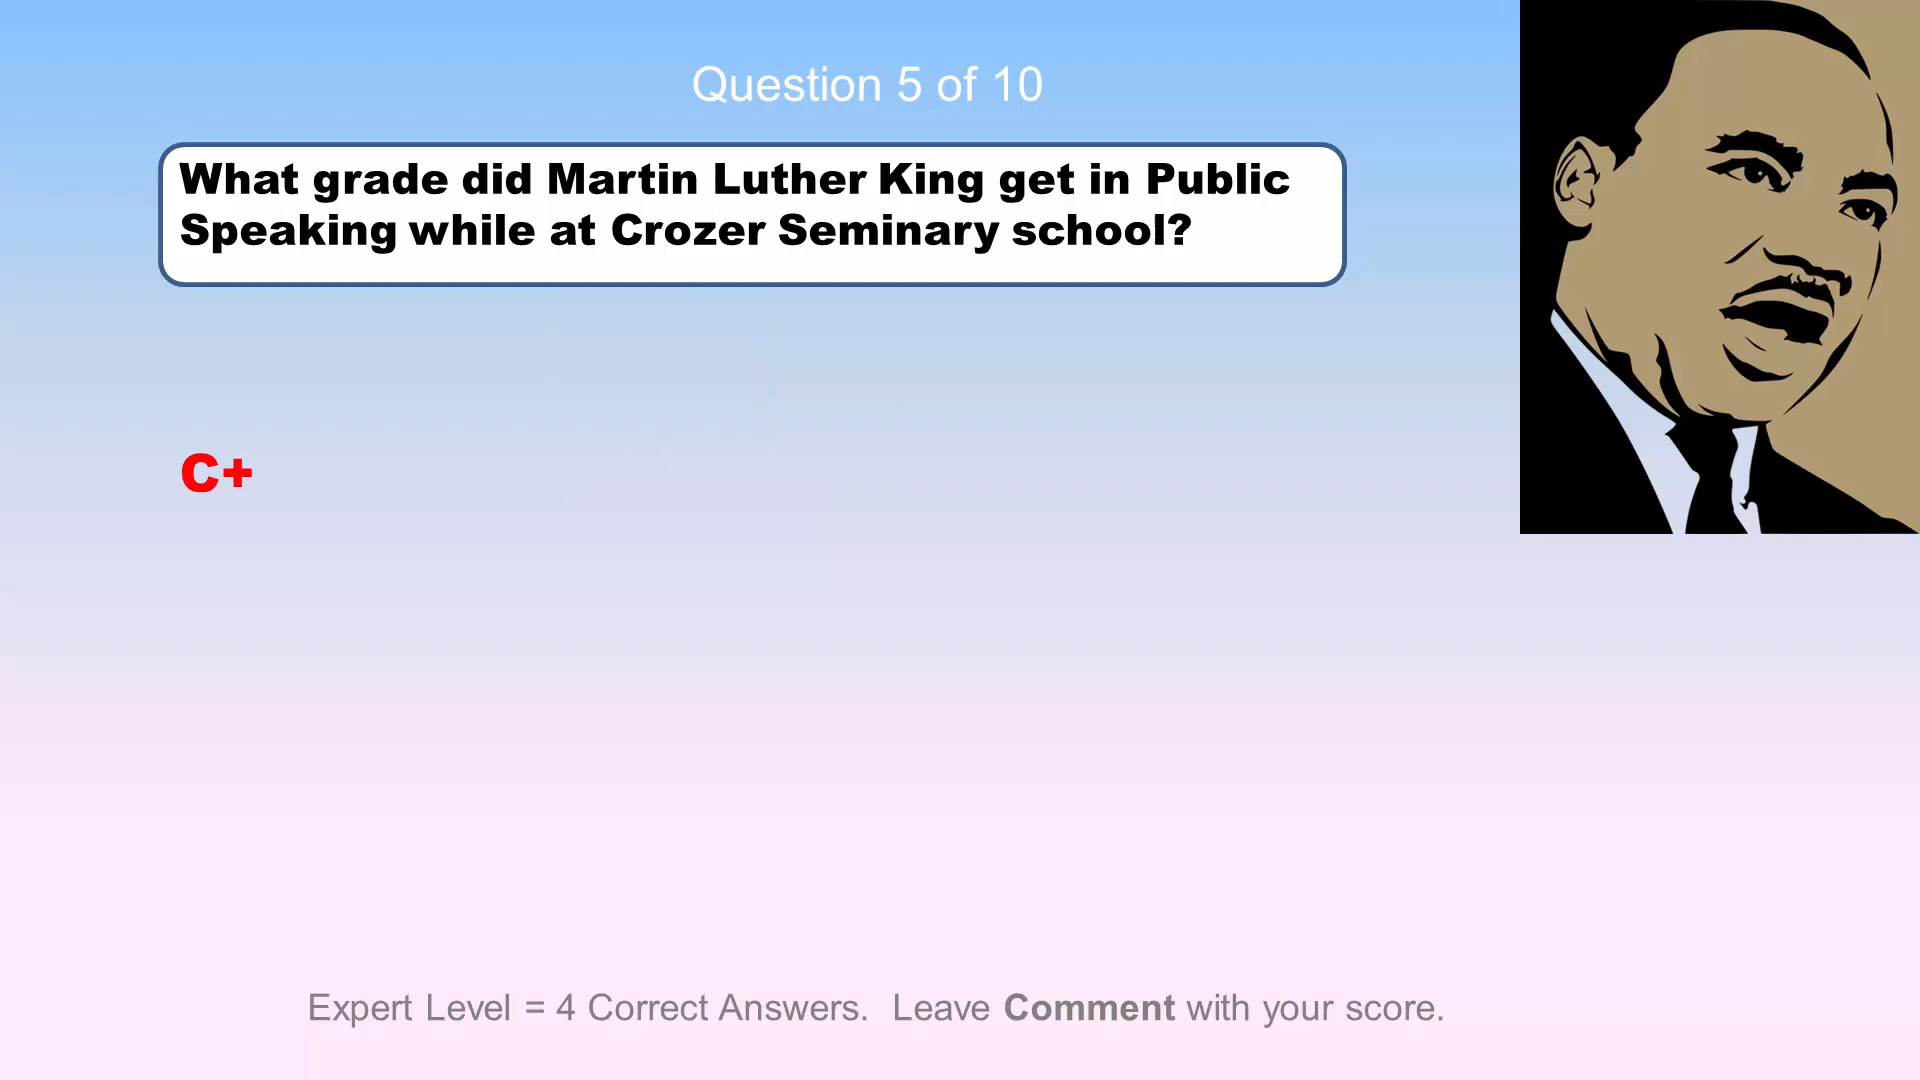 Question 5 of 10
What grade did Martin Luther King get in Public
Speaking while at Crozer Seminary school?
C+
Expert Level = 4 Correct Answers.  Leave Comment with your score.